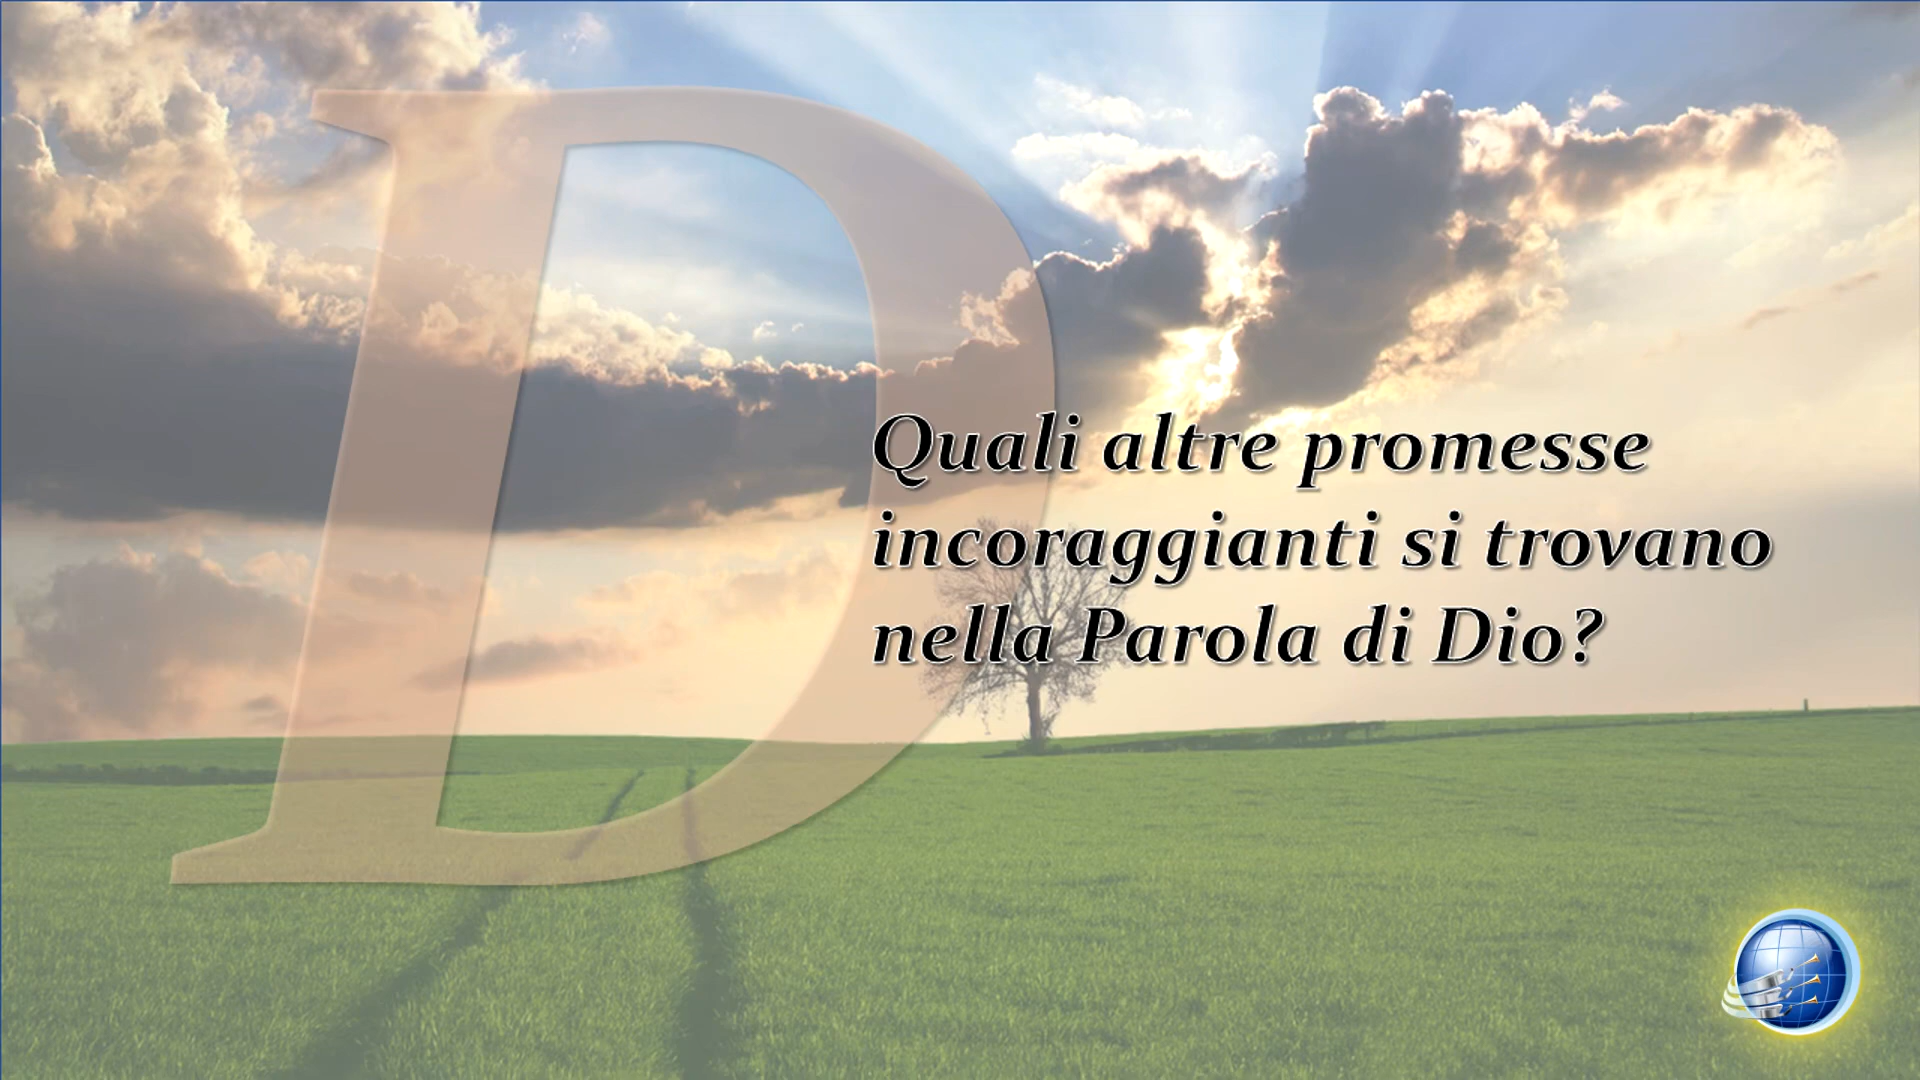 D
Quali altre promesse
incoraggianti si trovano
nella Parola di Dio?